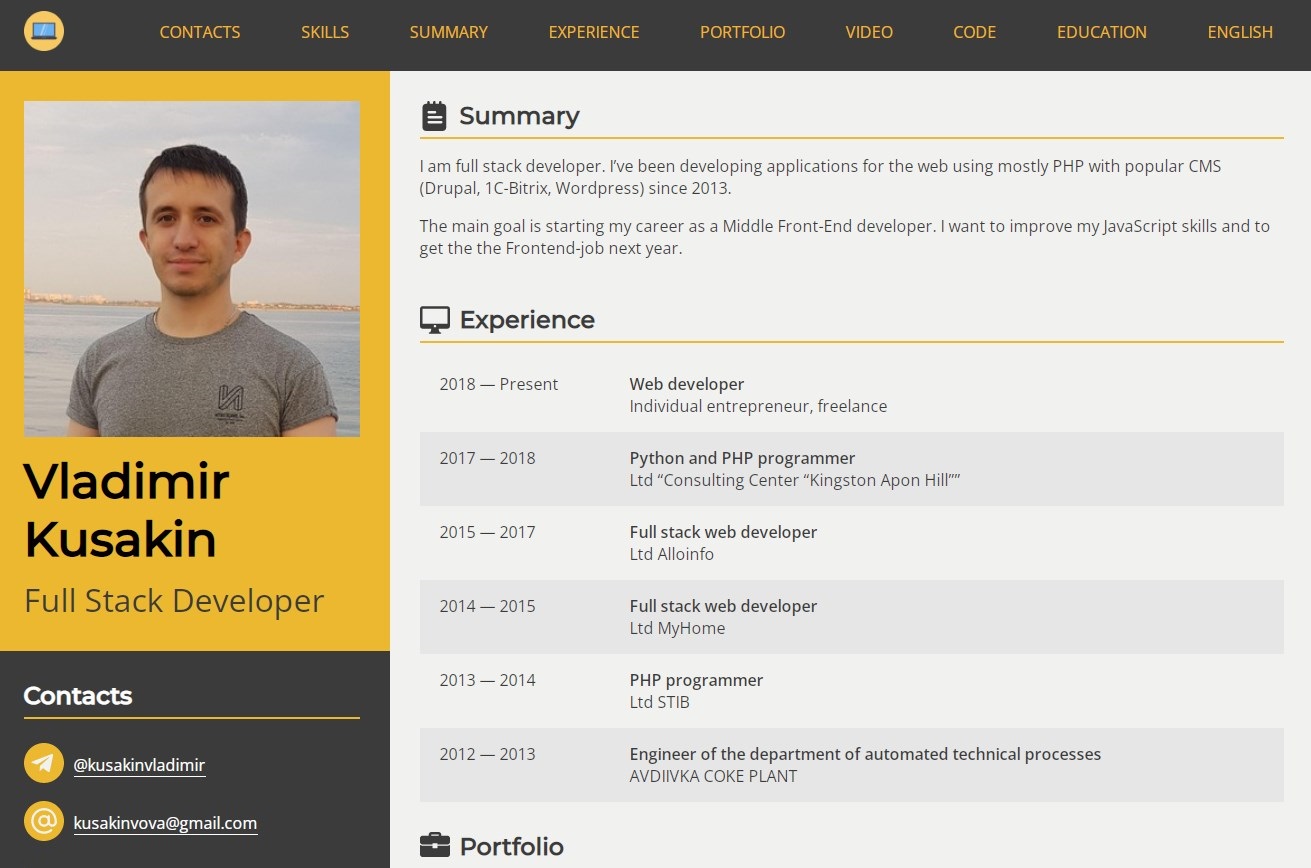 CONTACTS SKILLS SUMMARY EXPERIENCE PORTFOLIO VIDEO CODE EDUCATION ENGLISH
Vladimir
Kusakin
Full Stack Developer
Contacts
@kusakinvladimir
kusakinvova@gmail.com
Summary
I am full stack developer. I’ve been developing applications for the web using mostly PHP with popular CMS
(Drupal, 1C-Bitrix, Wordpress) since 2013.
The main goal is starting my career as a Middle Front-End developer. I want to improve my JavaScript skills and to
get the the Frontend-job next year.
Experience
2018 — Present Web developer
Individual entrepreneur, freelance
2017 — 2018 Python and PHP programmer
Ltd “Consulting Center “Kingston Apon Hill””
2015 — 2017 Full stack web developer
Ltd Alloinfo
2014 — 2015 Full stack web developer
Ltd MyHome
2013 — 2014 PHP programmer
Ltd STIB
2012 — 2013 Engineer of the department of automated technical processes
AVDIIVKA COKE PLANT
Portfolio